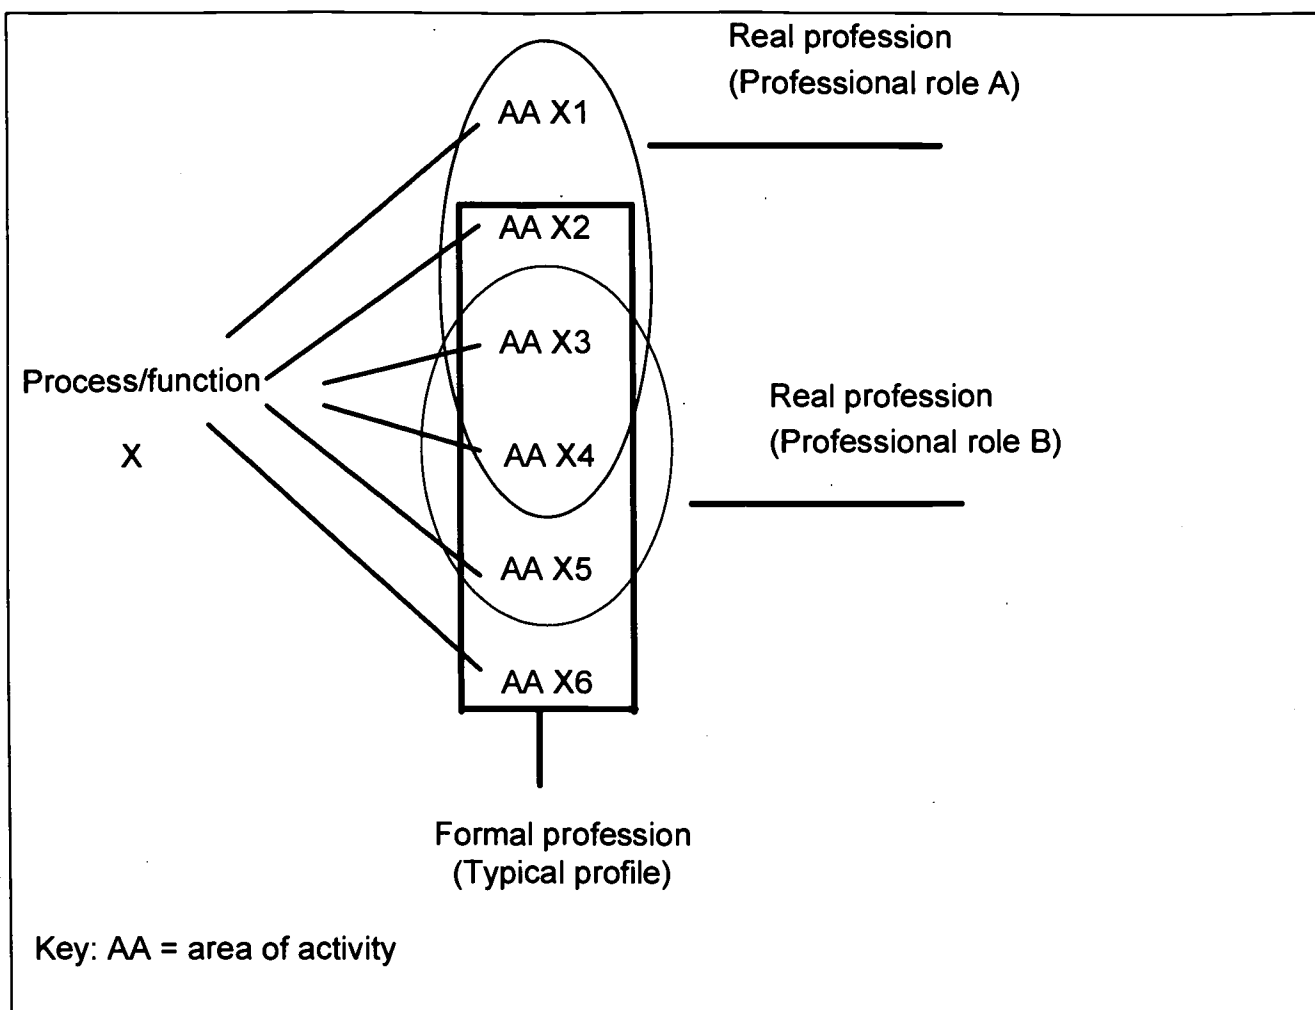 Real profession
(Professional role A)
AA X1
AA X2
AA X3
Process/function
X
Real profession
(Professional role B)
AA X4
AA X5
AA X6
Formal profession
(Typical profile)
Key: AA = area of activity